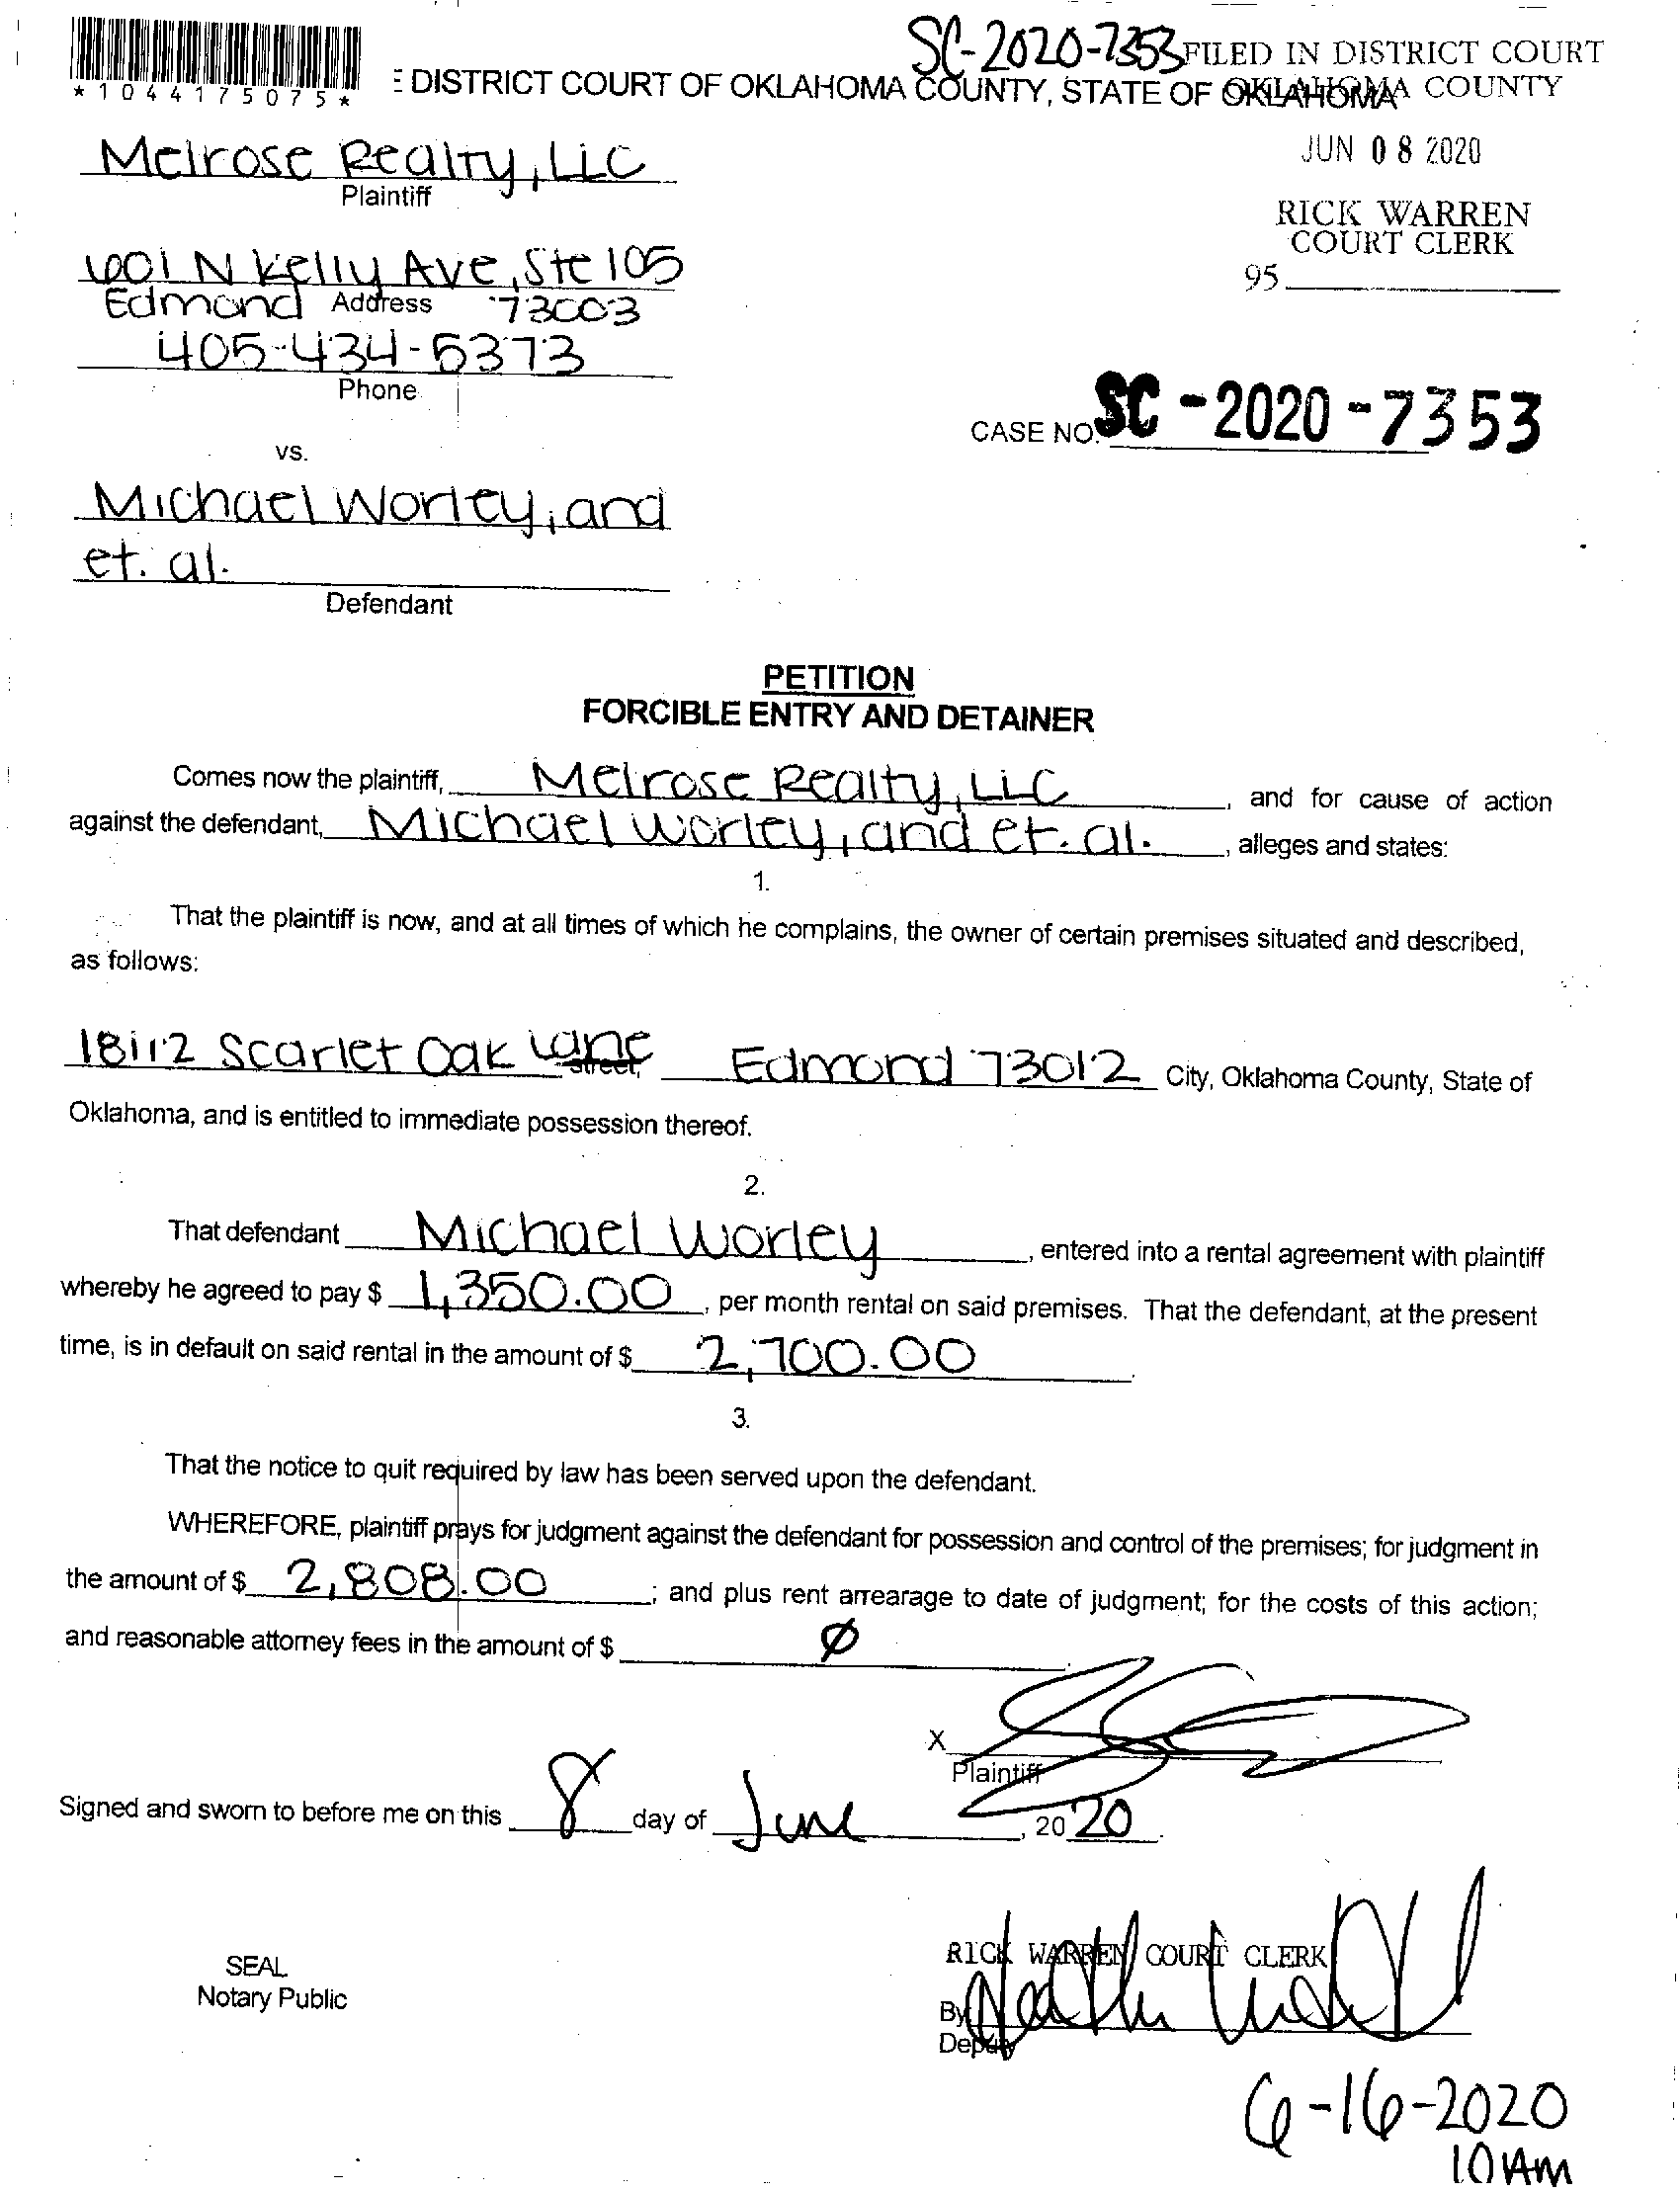 SC-2020-7353 FILED IN DISTRICT COURT
*1044175075* E DISTRICT COURT OF OKLAHOMA COUNTY, STATE OF OKLAHOMA OKLAHOMA COUNTY
JUN 08 2020
Melrose Realty, LLC
Plaintiff
RICK WARREN
COURT CLERK
95
601 N Kelly Ave, Ste 105
Edmond Address 73003
405-434-5373
Phone
CASE NO. SC-2020-7353
vs.
Michael Worley, and
et. al.
Defendant
PETITION
FORCIBLE ENTRY AND DETAINER
Comes now the plaintiff, Melrose Realty, LLC, and for cause of action
against the defendant, Michael Worley, and et. al., alleges and states:
1.
That the plaintiff is now, and at all times of which he complains, the owner of certain premises situated and described,
as follows:
18112 Scarlet Oak Lane street, Edmond 73012 City, Oklahoma County, State of
Oklahoma, and is entitled to immediate possession thereof.
2.
That defendant Michael Worley, entered into a rental agreement with plaintiff
whereby he agreed to pay $ 1,350.00, per month rental on said premises. That the defendant, at the present
time, is in default on said rental in the amount of $ 2,700.00.
3.
That the notice to quit required by law has been served upon the defendant.
WHEREFORE, plaintiff prays for judgment against the defendant for possession and control of the premises; for judgment in
the amount of $ 2,808.00; and plus rent arrearage to date of judgment; for the costs of this action;
and reasonable attorney fees in the amount of $ Ø.
X
Plaintiff
Signed and sworn to before me on this 8 day of June, 2020.
RICK WARREN COURT CLERK
SEAL
Notary Public
By
Deputy
6-16-2020
10 AM